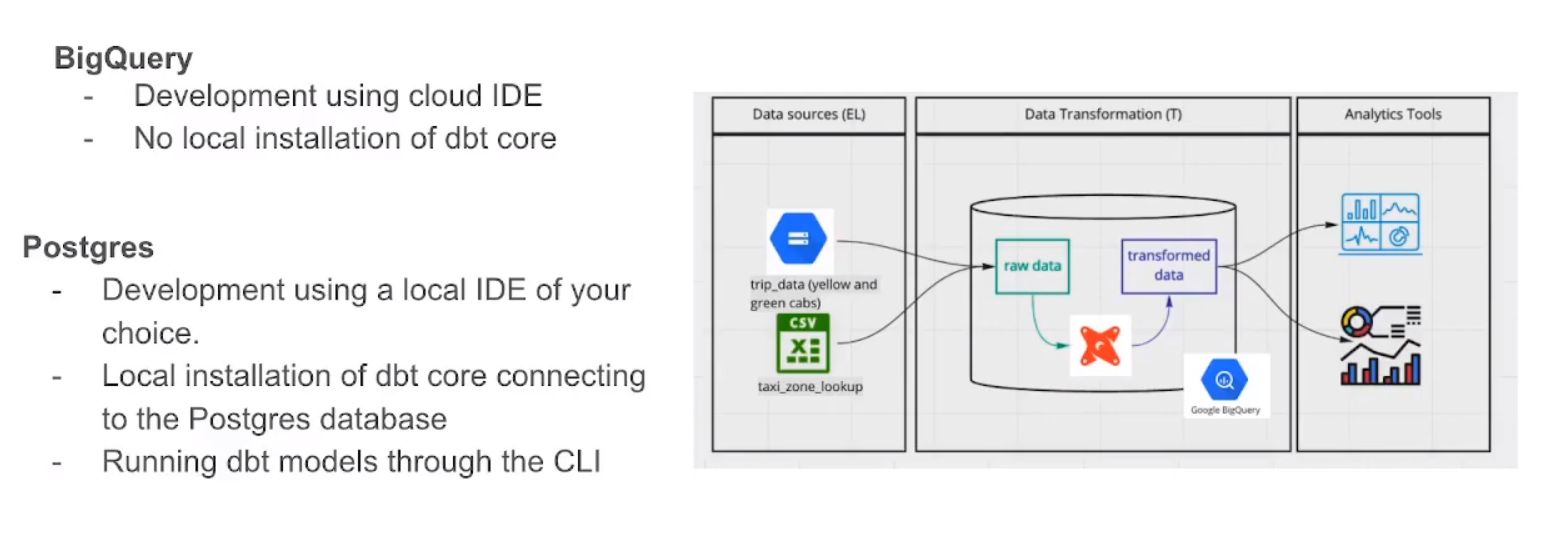 BigQuery
- Development using cloud IDE
- No local installation of dbt core
Postgres
- Development using a local IDE of your
choice.
- Local installation of dbt core connecting
to the Postgres database
- Running dbt models through the CLI
Data sources (EL)
trip_data (yellow and
green cabs)
CSV
X
taxi_zone_lookup
Data Transformation (T)
raw data
transformed
data
Google BigQuery
Analytics Tools